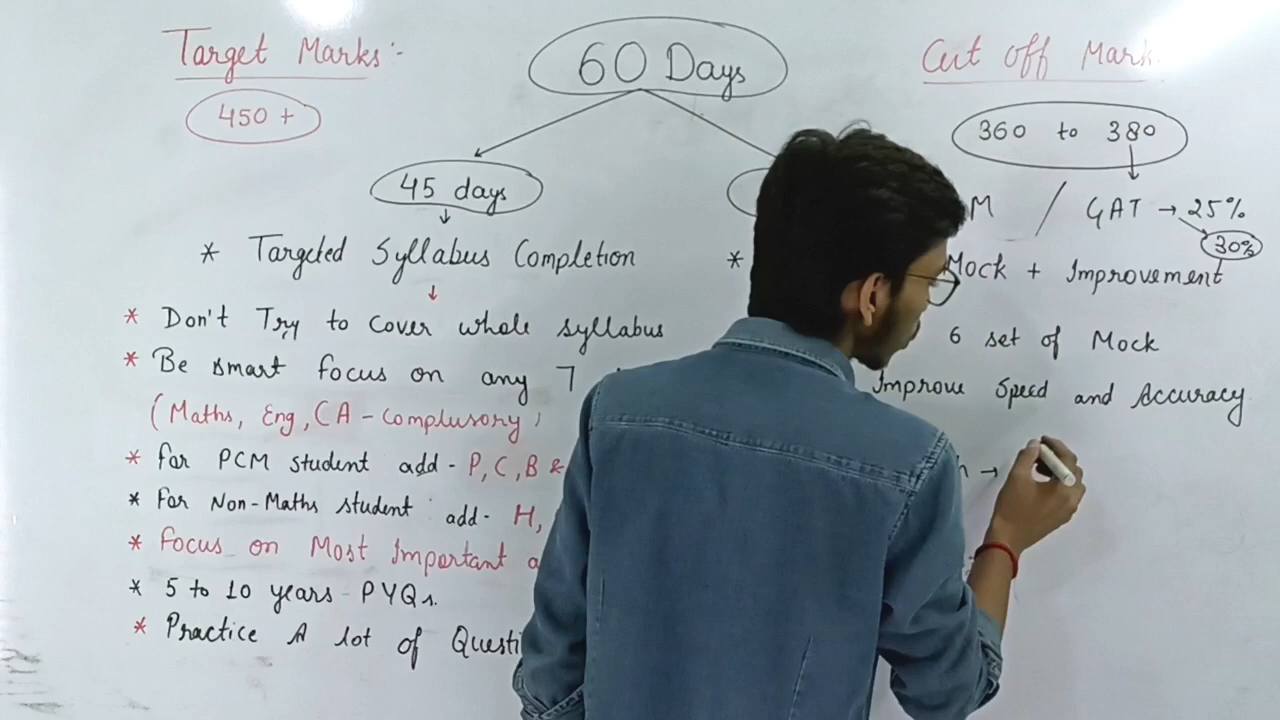 Target Marks:-
450 +
60 Days
Cut off Mark
360 to 380
45 days
M / GAT → 25%
30%
* Targeted Syllabus Completion
* Mock + Improvement
* Don't Try to Cover whole syllabus
6 set of Mock
* Be smart focus on any 7
Improve Speed and Accuracy
(Maths, Eng, CA - Complusory)
* for PCM student add - P, C, B &
* For Non-Maths student add- H,
* Focus on Most Important
* 5 to 10 years PYQs.
* Practice A lot of Questi